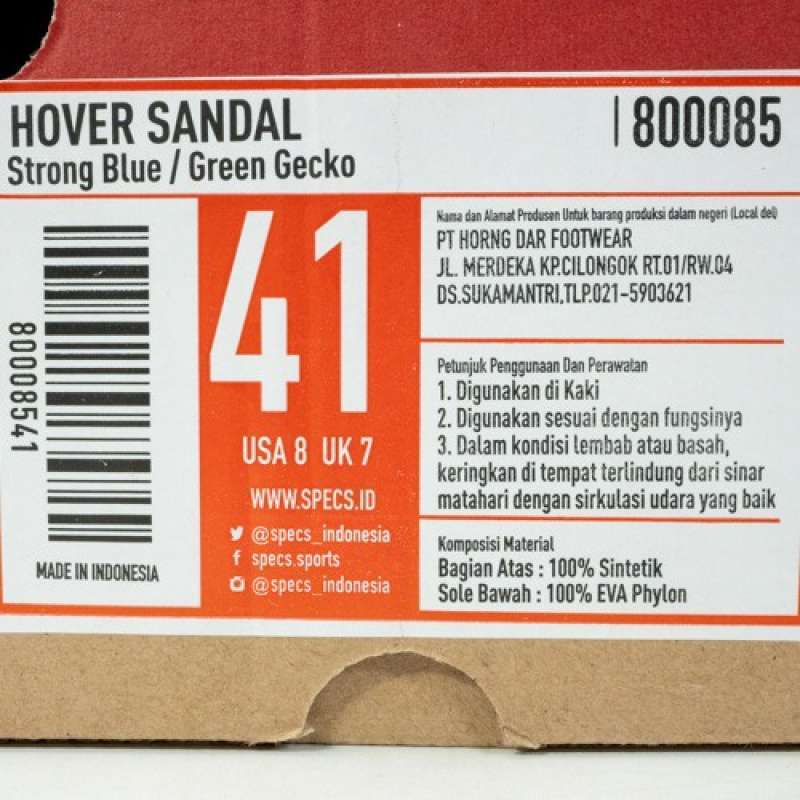 HOVER SANDAL
Strong Blue / Green Gecko
| 800085
80008541
MADE IN INDONESIA
41
USA 8 UK 7
WWW.SPECS.ID
@specs_indonesia
specs.sports
@specs_indonesia
Nama dan Alamat Produsen Untuk barang produksi dalam negeri (Local del)
PT HORNG DAR FOOTWEAR
JL. MERDEKA KP.CILONGOK RT.01/RW.04
DS.SUKAMANTRI,TLP.021-5903621
Petunjuk Penggunaan Dan Perawatan
1. Digunakan di Kaki
2. Digunakan sesuai dengan fungsinya
3. Dalam kondisi lembab atau basah,
keringkan di tempat terlindung dari sinar
matahari dengan sirkulasi udara yang baik
Komposisi Material
Bagian Atas : 100% Sintetik
Sole Bawah : 100% EVA Phylon